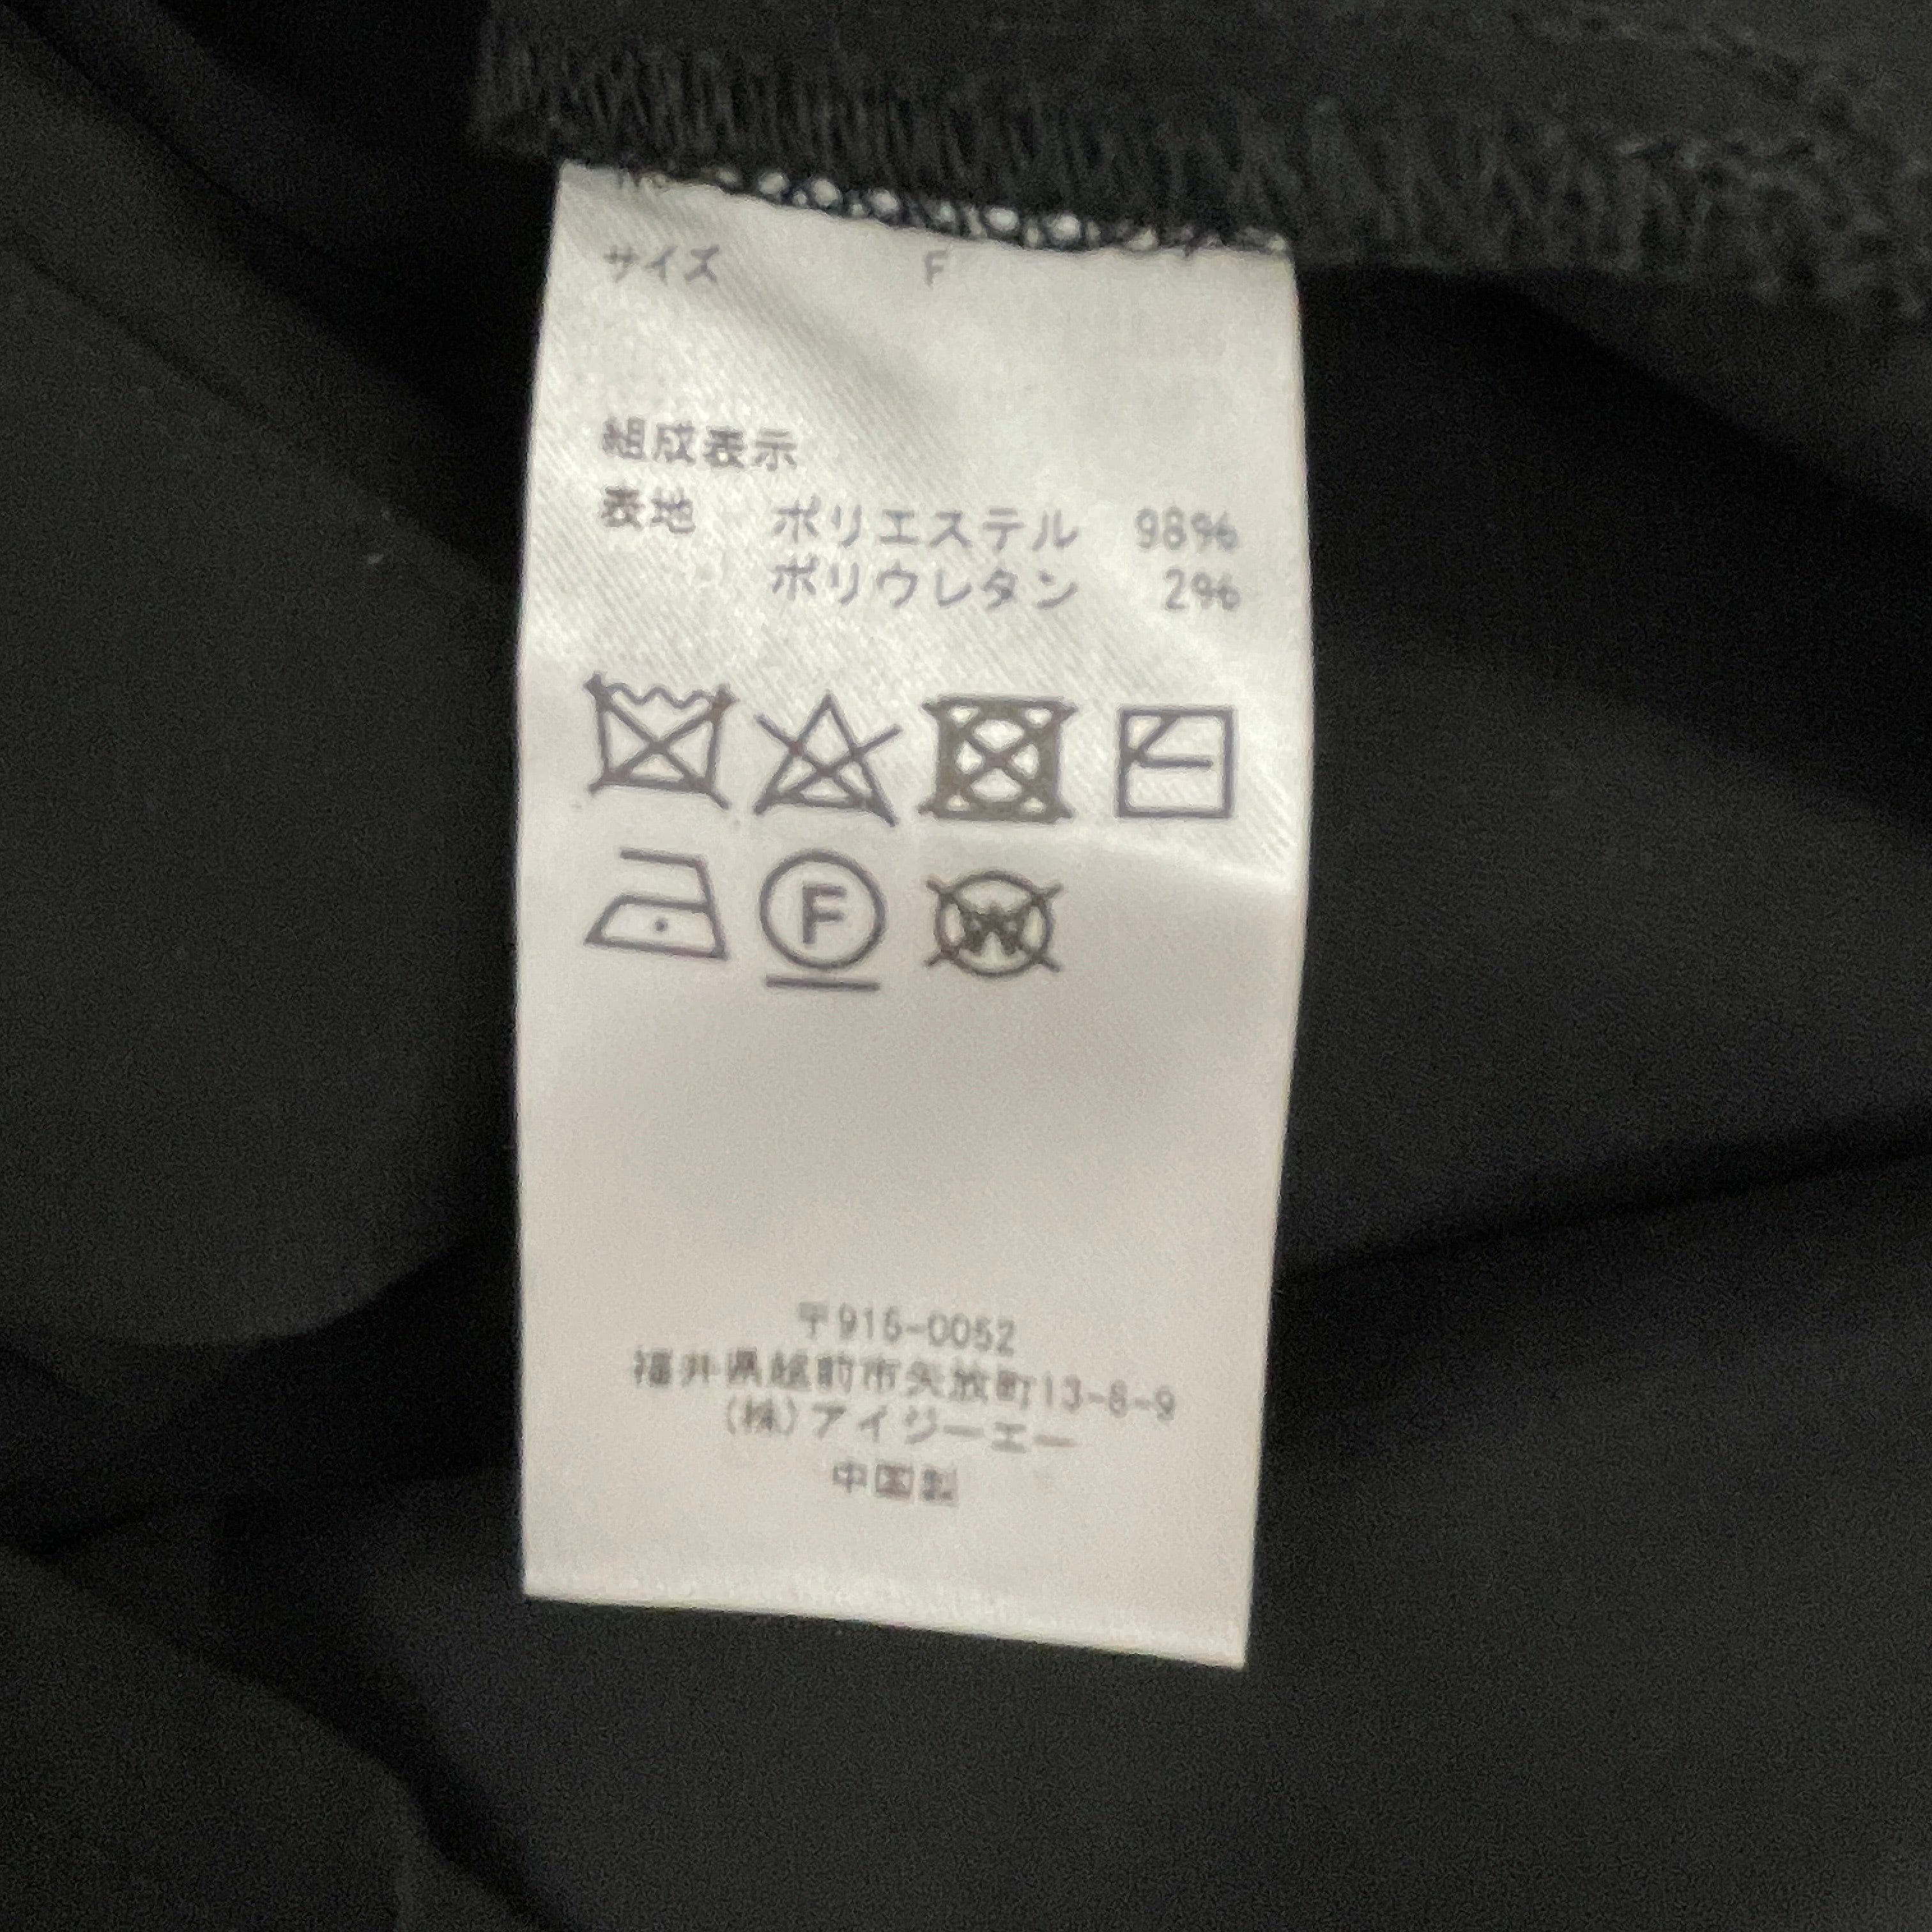 サイズ F
組成表示
表地 ポリエステル 98%
ポリウレタン 2%
F W
〒915-0052
福井県越前市矢放町13-8-9
(株)アイジーエー
中国製